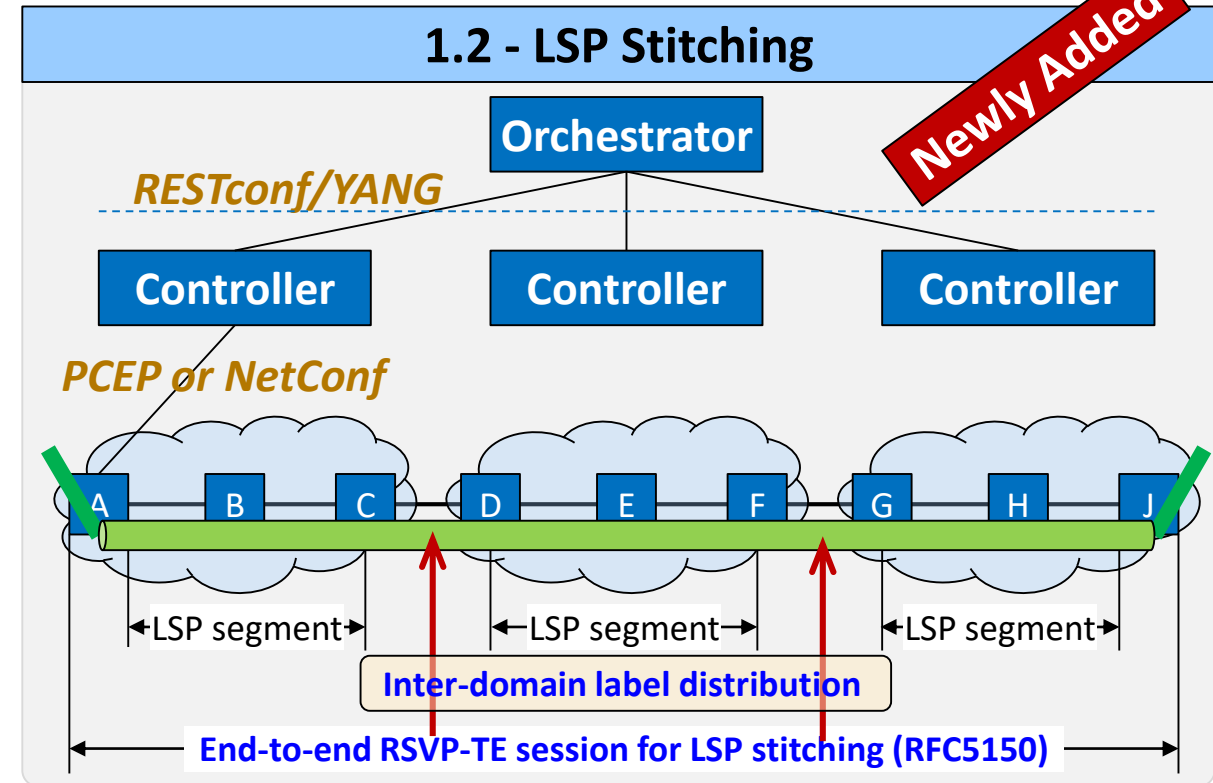 1.2 - LSP Stitching
Newly Added
Orchestrator
RESTconf/YANG
Controller
Controller
Controller
PCEP or NetConf
A
B
C
D
E
F
G
H
J
LSP segment
LSP segment
LSP segment
Inter-domain label distribution
End-to-end RSVP-TE session for LSP stitching (RFC5150)